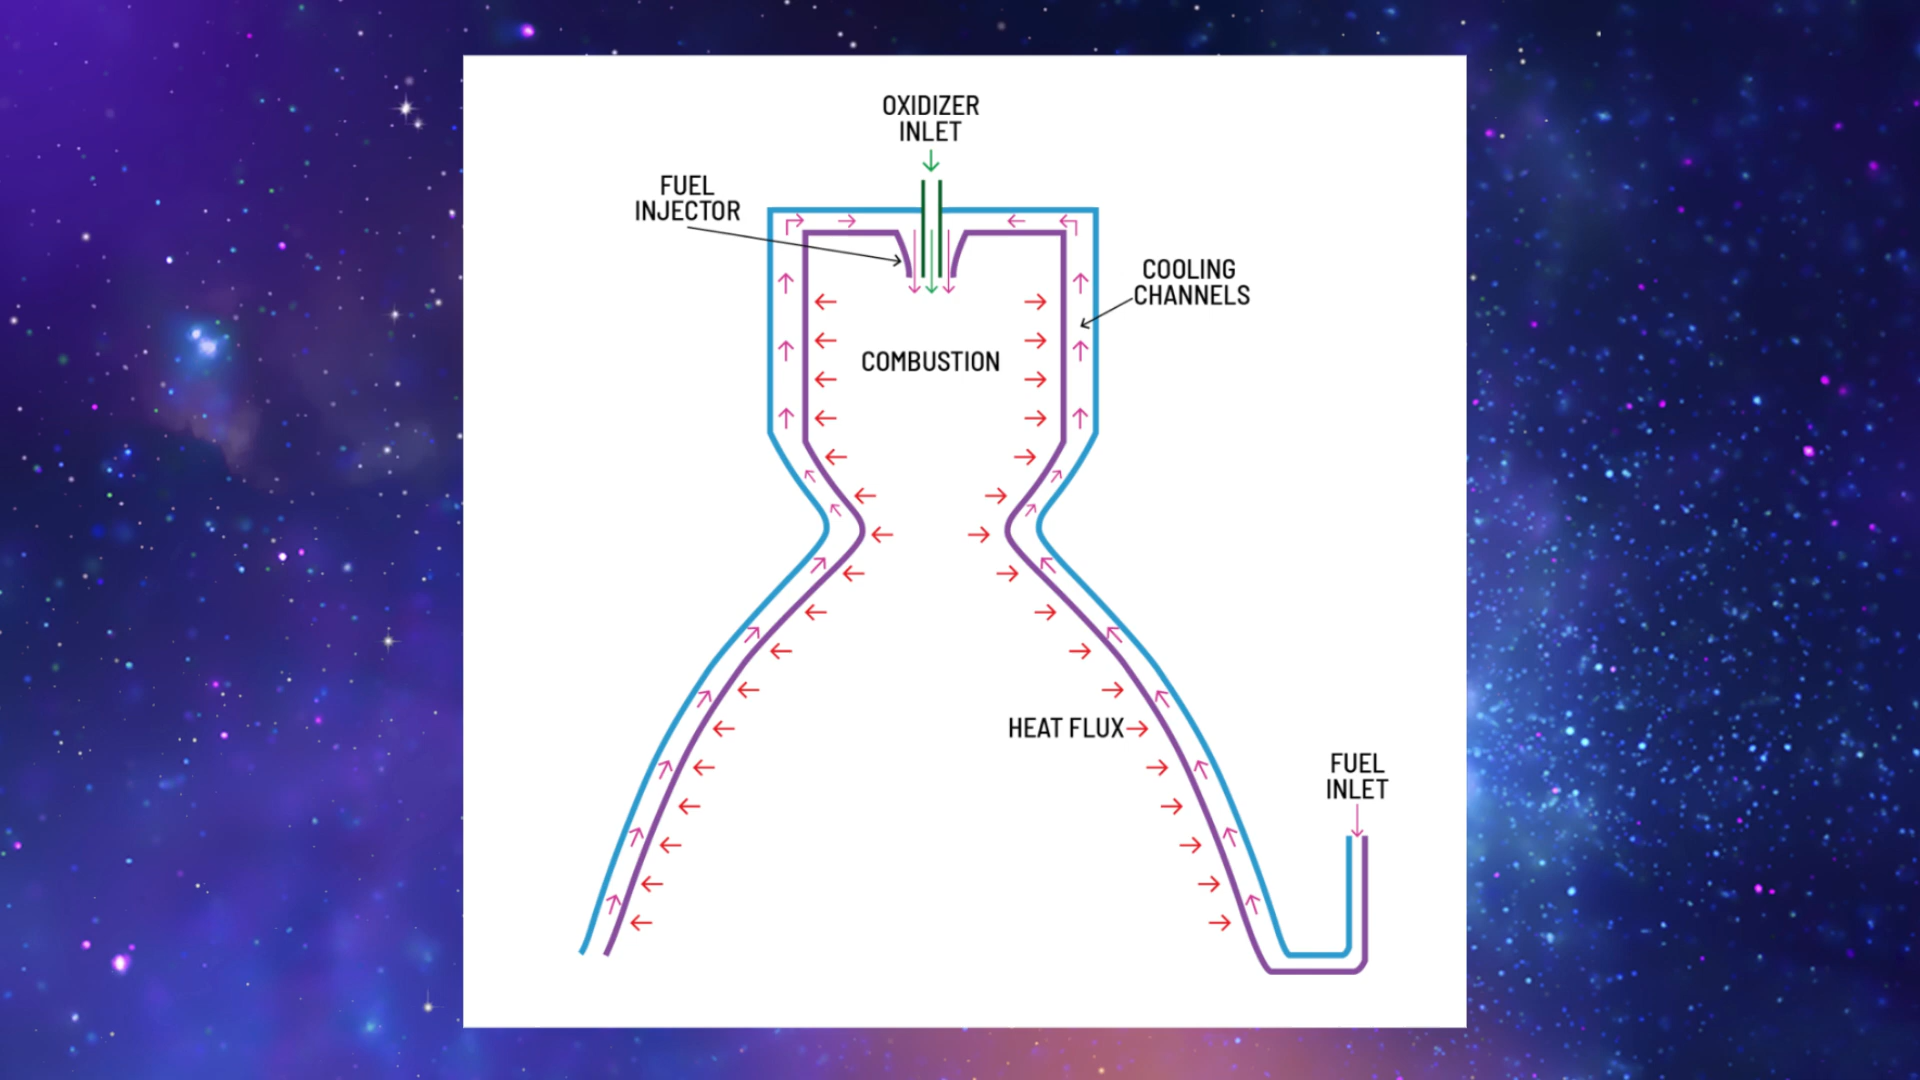 OXIDIZER
INLET
FUEL
INJECTOR
COOLING
CHANNELS
COMBUSTION
HEAT FLUX
FUEL
INLET